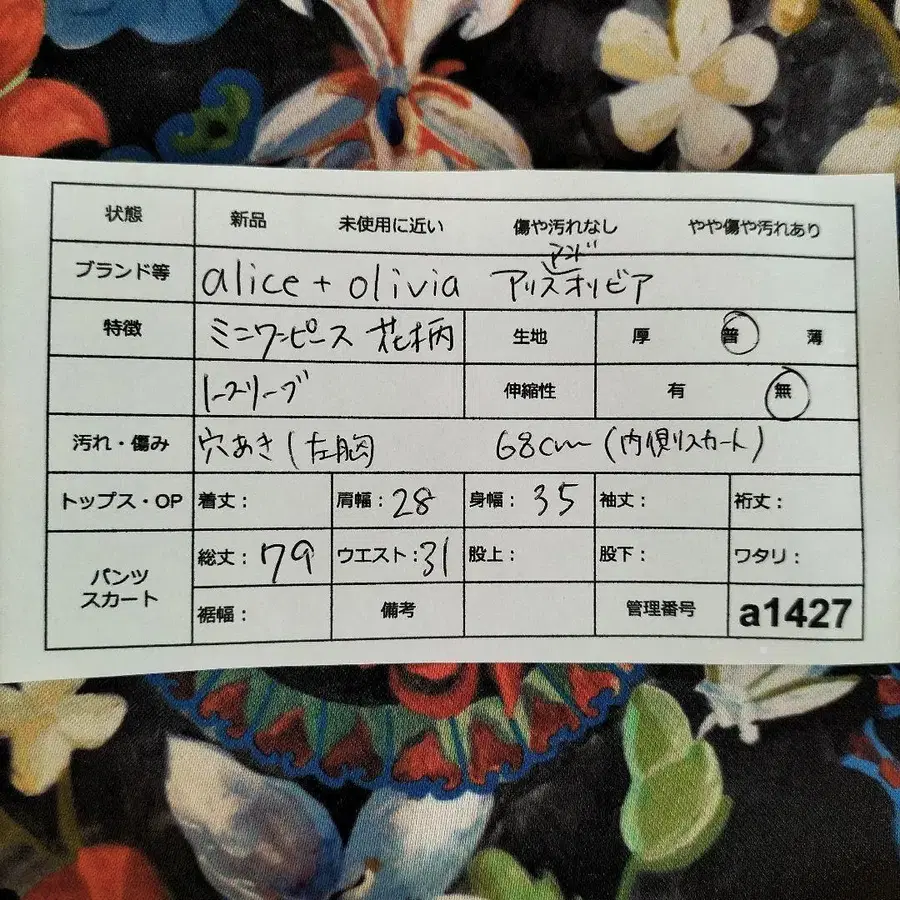 状態 新品 未使用に近い 傷や汚れなし やや傷や汚れあり
ブランド等 alice + olivia アリスアンドオリビア
特徴 ミニワンピース 花柄 生地 厚 普 薄
ノースリーブ 伸縮性 有 無
汚れ・傷み 穴あき(左胸 68cm (内側スカート)
トップス・OP 着丈: 肩幅:28 身幅:35 袖丈: 裄丈:
パンツ スカート 総丈:79 ウエスト:31 股上: 股下: ワタリ:
裾幅: 備考 管理番号 a1427